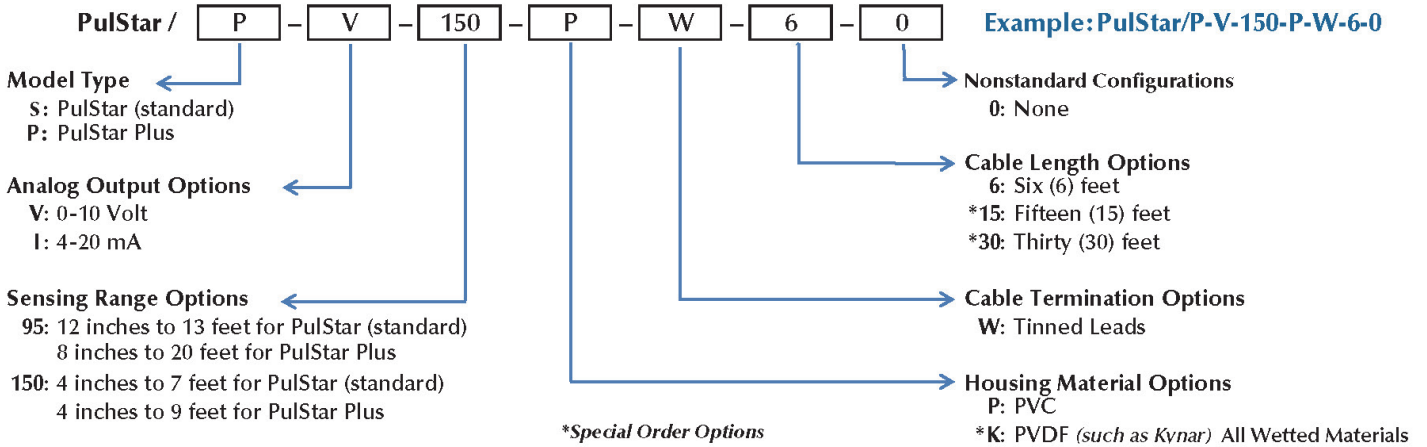 PulStar / P – V – 150 – P – W – 6 – 0 Example: PulStar/P-V-150-P-W-6-0
Model Type
S: PulStar (standard)
P: PulStar Plus
Analog Output Options
V: 0-10 Volt
I: 4-20 mA
Sensing Range Options
95: 12 inches to 13 feet for PulStar (standard)
8 inches to 20 feet for PulStar Plus
150: 4 inches to 7 feet for PulStar (standard)
4 inches to 9 feet for PulStar Plus
Nonstandard Configurations
0: None
Cable Length Options
6: Six (6) feet
*15: Fifteen (15) feet
*30: Thirty (30) feet
Cable Termination Options
W: Tinned Leads
Housing Material Options
P: PVC
*K: PVDF (such as Kynar) All Wetted Materials
*Special Order Options